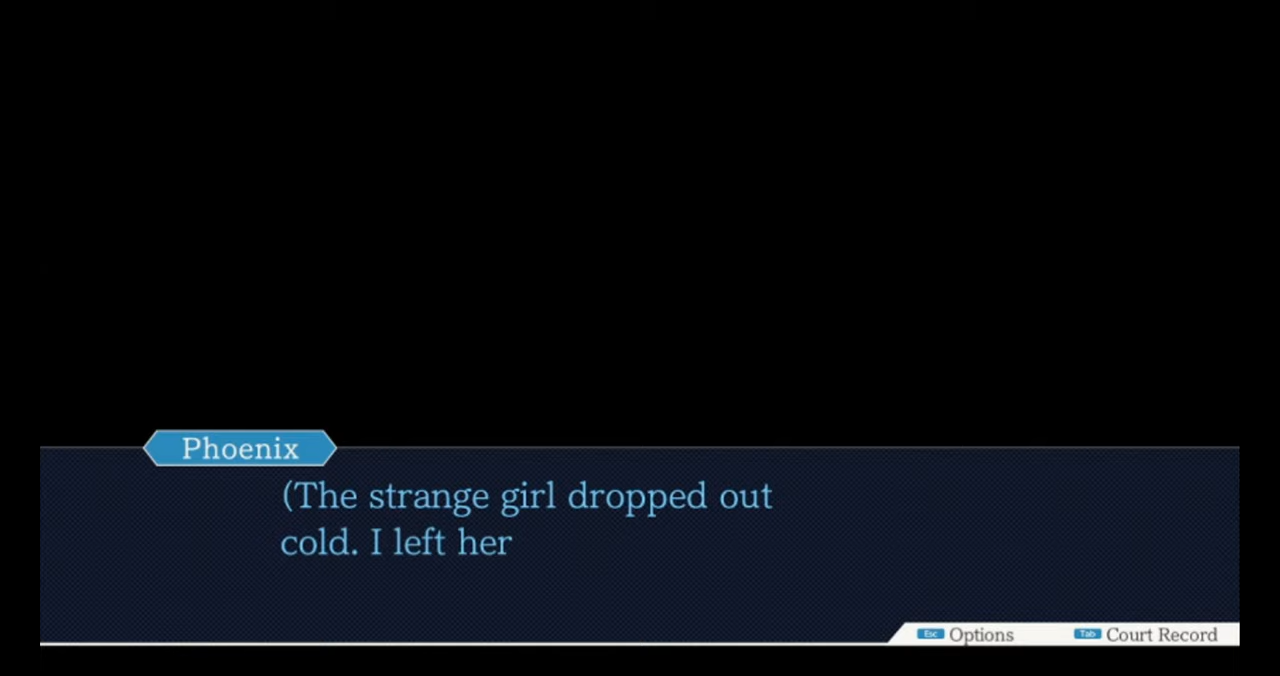 Phoenix
(The strange girl dropped out
cold. I left her
Esc Options Tab Court Record